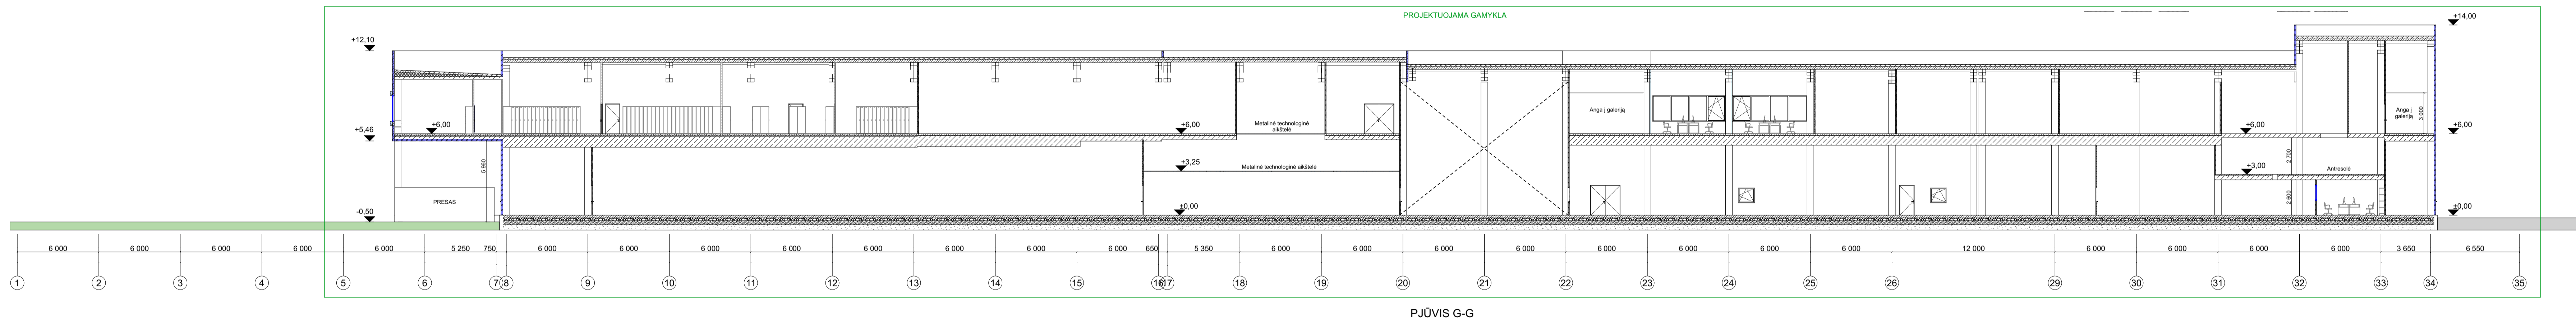 PROJEKTUOJAMA GAMYKLA
+14,00
+12,10
Anga į galeriją
Anga į
galeriją
3 000
Metalinė technologinė
aikštelė
+6,00
+6,00
+6,00
+6,00
+5,46
5 960
Metalinė technologinė aikštelė
+3,25
2 700
+3,00
Antresolė
PRESAS
2 600
-0,50
±0,00
±0,00
6 000 6 000 6 000 6 000 6 000 5 250 750 6 000 6 000 6 000 6 000 6 000 6 000 6 000 6 000 650 5 350 6 000 6 000 6 000 6 000 6 000 6 000 6 000 6 000 12 000 6 000 6 000 6 000 6 000 3 650 6 550
1 2 3 4 5 6 7 8 9 10 11 12 13 14 15 16 17 18 19 20 21 22 23 24 25 26 29 30 31 32 33 34 35
PJŪVIS G-G